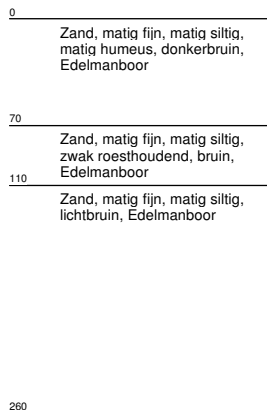 0
Zand, matig fijn, matig siltig,
matig humeus, donkerbruin,
Edelmanboor
70
Zand, matig fijn, matig siltig,
zwak roesthoudend, bruin,
Edelmanboor
110
Zand, matig fijn, matig siltig,
lichtbruin, Edelmanboor
260